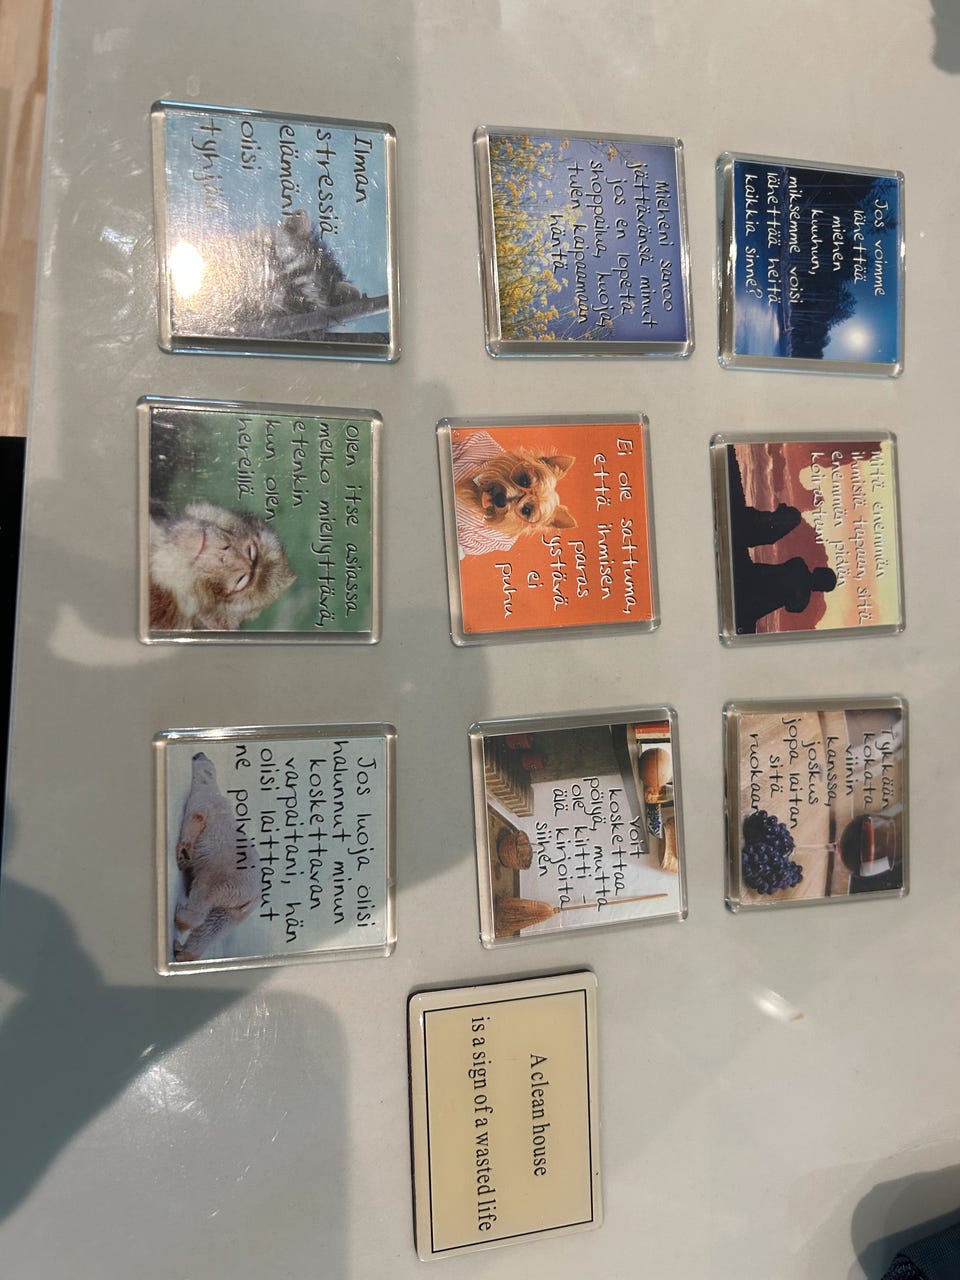 Jos voimme
lähettää
miehen
kuuhun,
miksemme voisi
lähettää heitä
kaikkia sinne?
Mitä enemmän
ihmisiä tapaan, sitä
enemmän pidän
koirastani
Tykkään
kokata
viinin
kanssa,
joskus
jopa laitan
sitä
ruokaan
Mieheni sanoo
jättävänsä minut
jos en lopeta
shoppailua, luoja,
tulen kaipaamaan
häntä
Ei ole sattuma,
että ihmisen
paras
ystävä
ei
puhu
Voit
koskettaa
pölyä, mutta
ole kiltti -
älä kirjoita
siihen
A clean house
is a sign of a wasted life
Ilman
stressiä
elämäni
olisi
tyhjää
Olen itse asiassa
melko miellyttävä,
etenkin
kun olen
hereillä
Jos luoja olisi
halunnut minun
koskettavan
varpaitani, hän
olisi laittanut
ne polviini